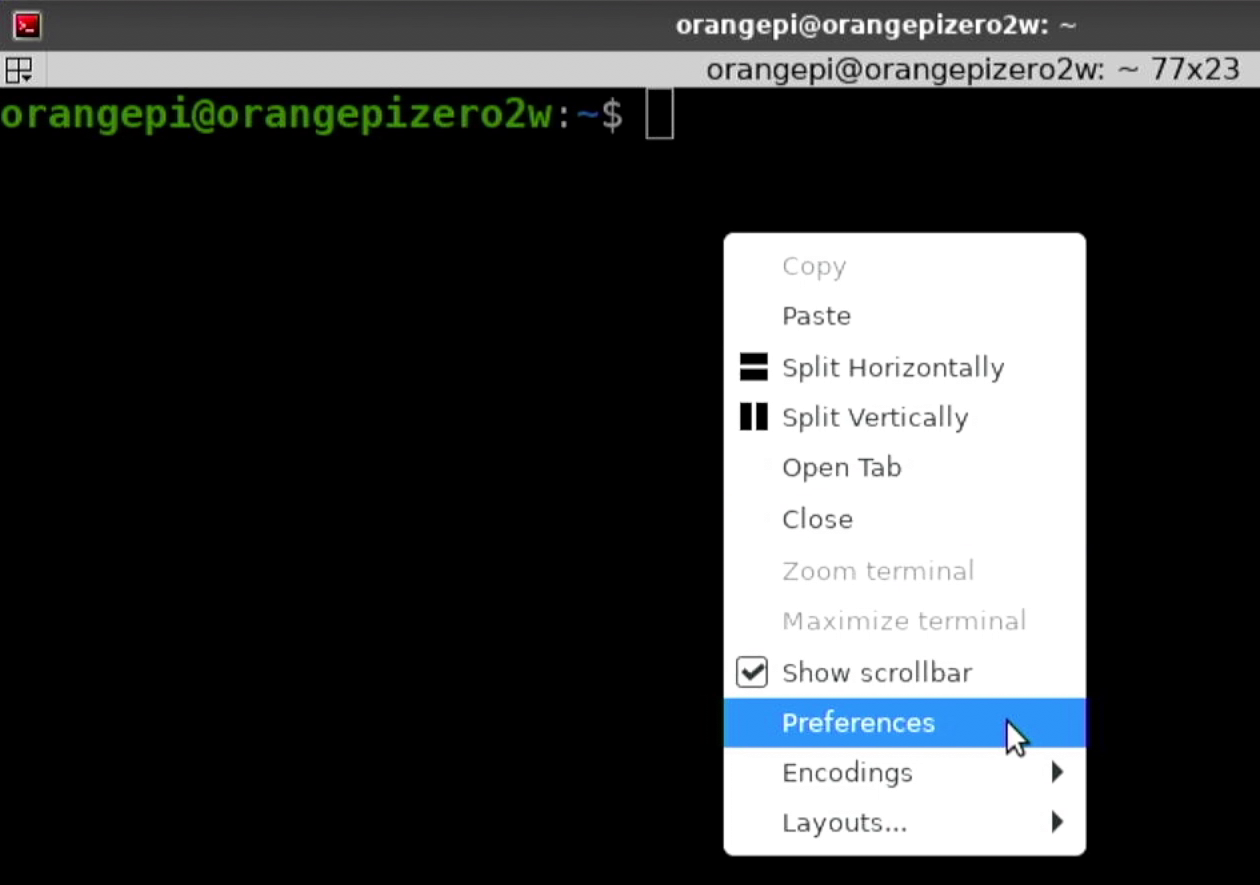 orangepi@orangepizero2w: ~
orangepi@orangepizero2w: ~ 77x23
orangepi@orangepizero2w:~$
Copy
Paste
Split Horizontally
Split Vertically
Open Tab
Close
Zoom terminal
Maximize terminal
Show scrollbar
Preferences
Encodings
Layouts...